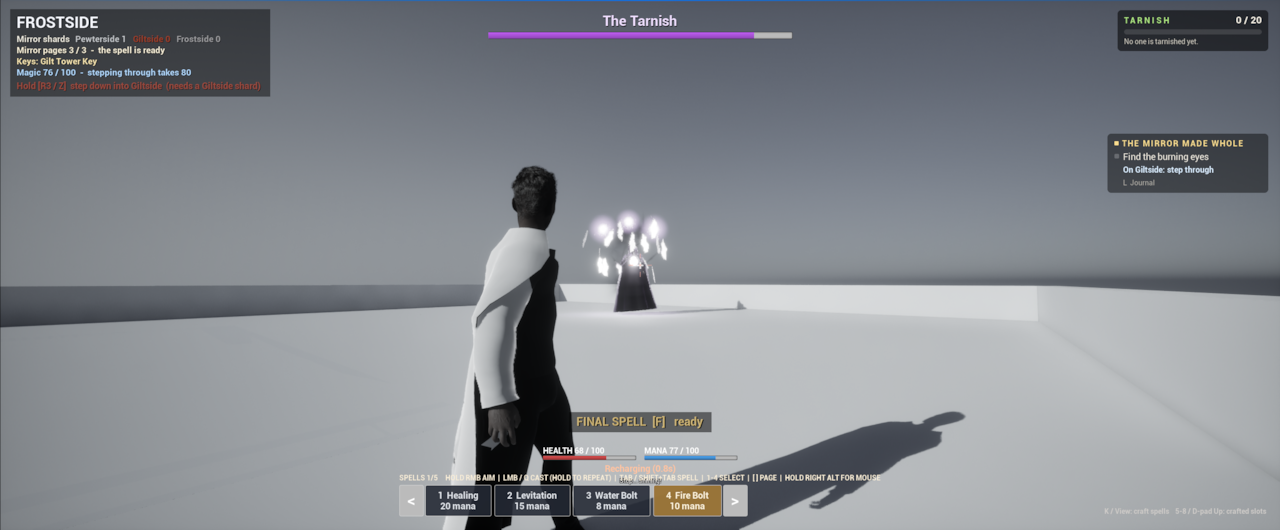 FROSTSIDE
Mirror shards Pewterside 1 Giltside 0 Frostside 0
Mirror pages 3 / 3 - the spell is ready
Keys: Gilt Tower Key
Magic 76 / 100 - stepping through takes 80
Hold [R3 / Z] step down into Giltside (needs a Giltside shard)
The Tarnish
TARNISH 0 / 20
No one is tarnished yet.
THE MIRROR MADE WHOLE
Find the burning eyes
On Giltside: step through
L Journal
FINAL SPELL [F] ready
HEALTH 68 / 100 MANA 77 / 100
Recharging (0.8s)
SPELLS 1/5 HOLD RMB AIM | LMB / Q CAST (HOLD TO REPEAT) | TAB / SHIFT+TAB SPELL | 1-4 SELECT | [ ] PAGE | HOLD RIGHT ALT FOR MOUSE
< 1 Healing 2 Levitation 3 Water Bolt 4 Fire Bolt >
20 mana 15 mana 8 mana 10 mana
K / View: craft spells 5-8 / D-pad Up: crafted slots